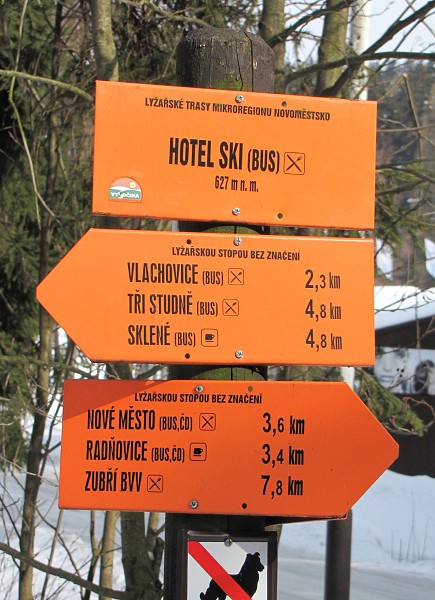 LYŽAŘSKÉ TRASY MIKROREGIONU NOVOMĚSTSKO
HOTEL SKI (BUS)
627 m n. m.
VYSOČINA
LYŽAŘSKOU STOPOU BEZ ZNAČENÍ
VLACHOVICE (BUS) 2,3 km
TŘI STUDNĚ (BUS) 4,8 km
SKLENÉ (BUS) 4,8 km
LYŽAŘSKOU STOPOU BEZ ZNAČENÍ
NOVÉ MĚSTO (BUS,ČD) 3,6 km
RADŇOVICE (BUS,ČD) 3,4 km
ZUBŘÍ BVV 7,8 km